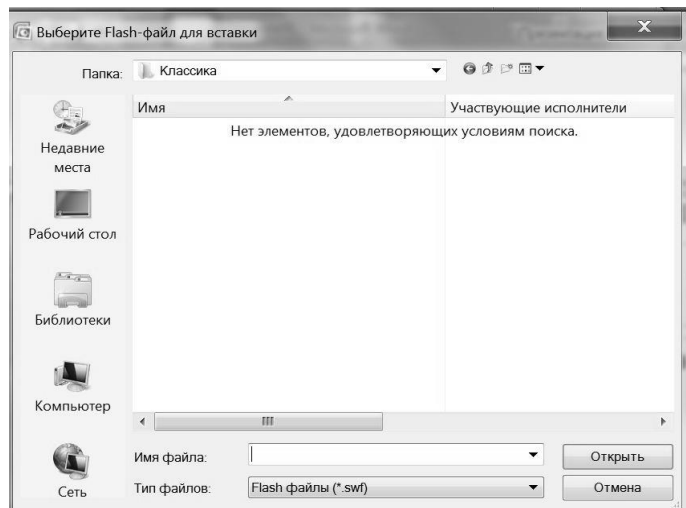 Выберите Flash-файл для вставки
Папка: Классика
Имя Участвующие исполнители
Нет элементов, удовлетворяющих условиям поиска.
Недавние
места
Рабочий стол
Библиотеки
Компьютер
Сеть
Имя файла: Открыть
Тип файлов: Flash файлы (*.swf) Отмена